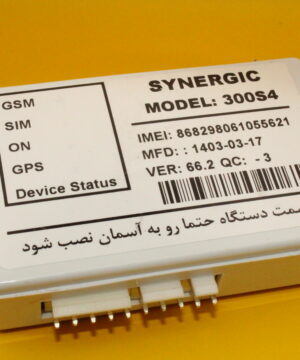 SYNERGIC
MODEL: 300S4
GSM
SIM
ON
GPS
Device Status
IMEI: 868298061055621
MFD: : 1403-03-17
VER: 66.2 QC: - 3
سمت دستگاه حتما رو به آسمان نصب شود